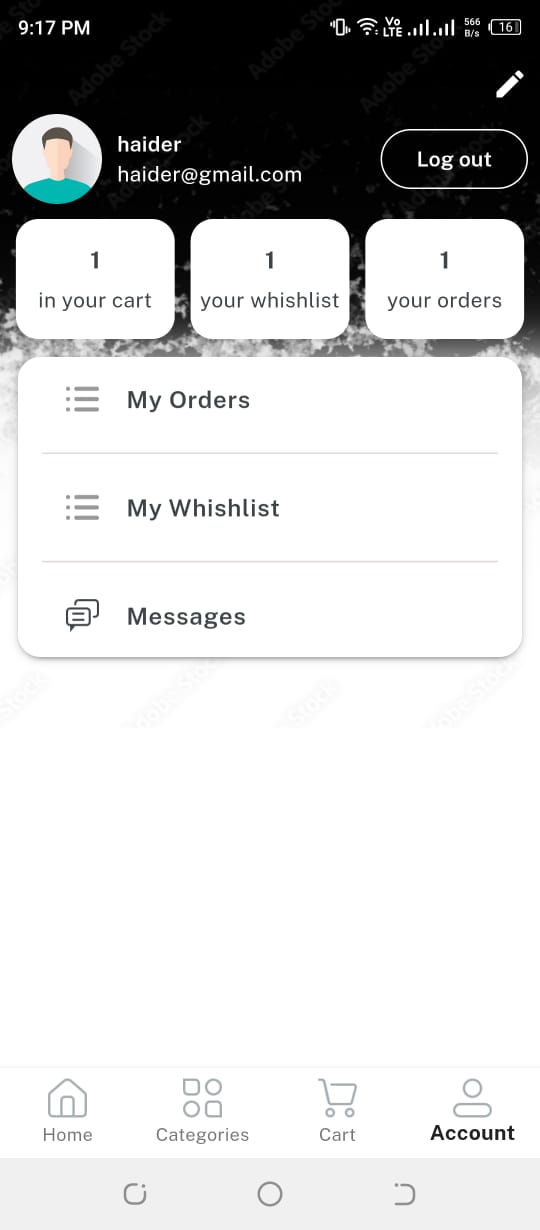 9:17 PM
Vo LTE 566 B/s 16
haider
haider@gmail.com
Log out
1 1 1
in your cart your whishlist your orders
My Orders
My Whishlist
Messages
Home Categories Cart Account
Adobe Stock